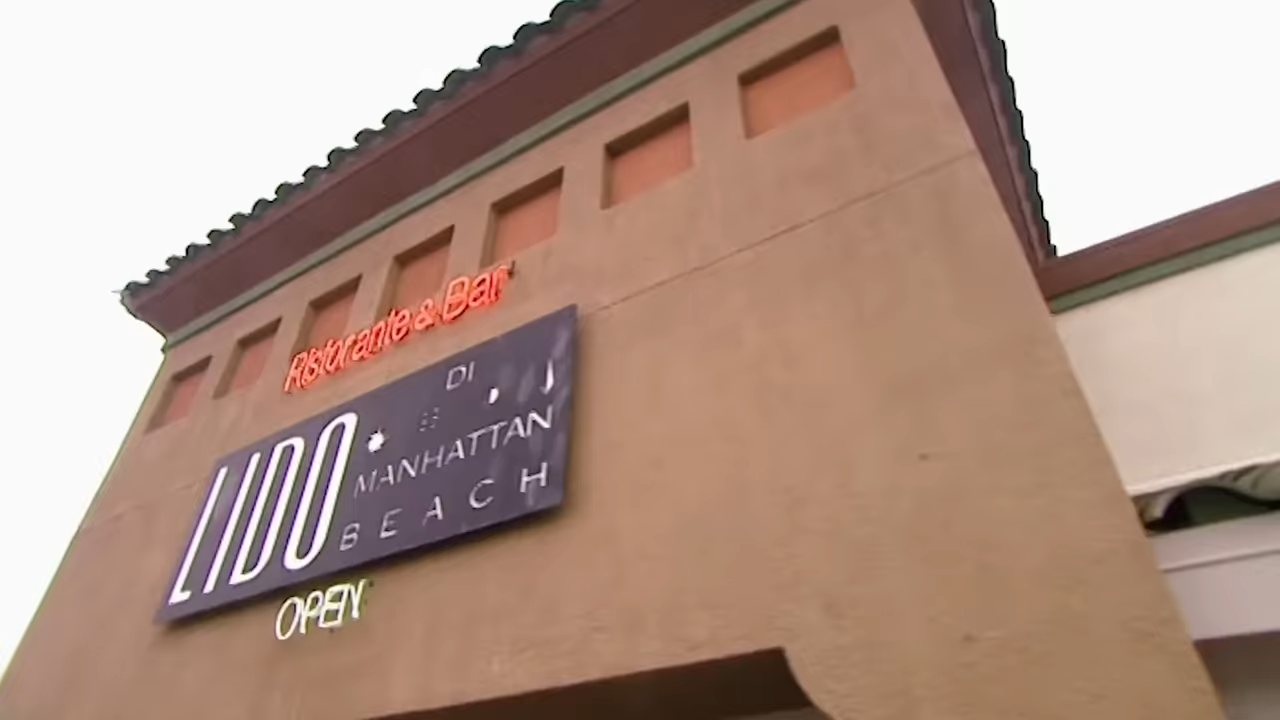 Ristorante & Bar
LIDO
DI
MANHATTAN
BEACH
OPEN